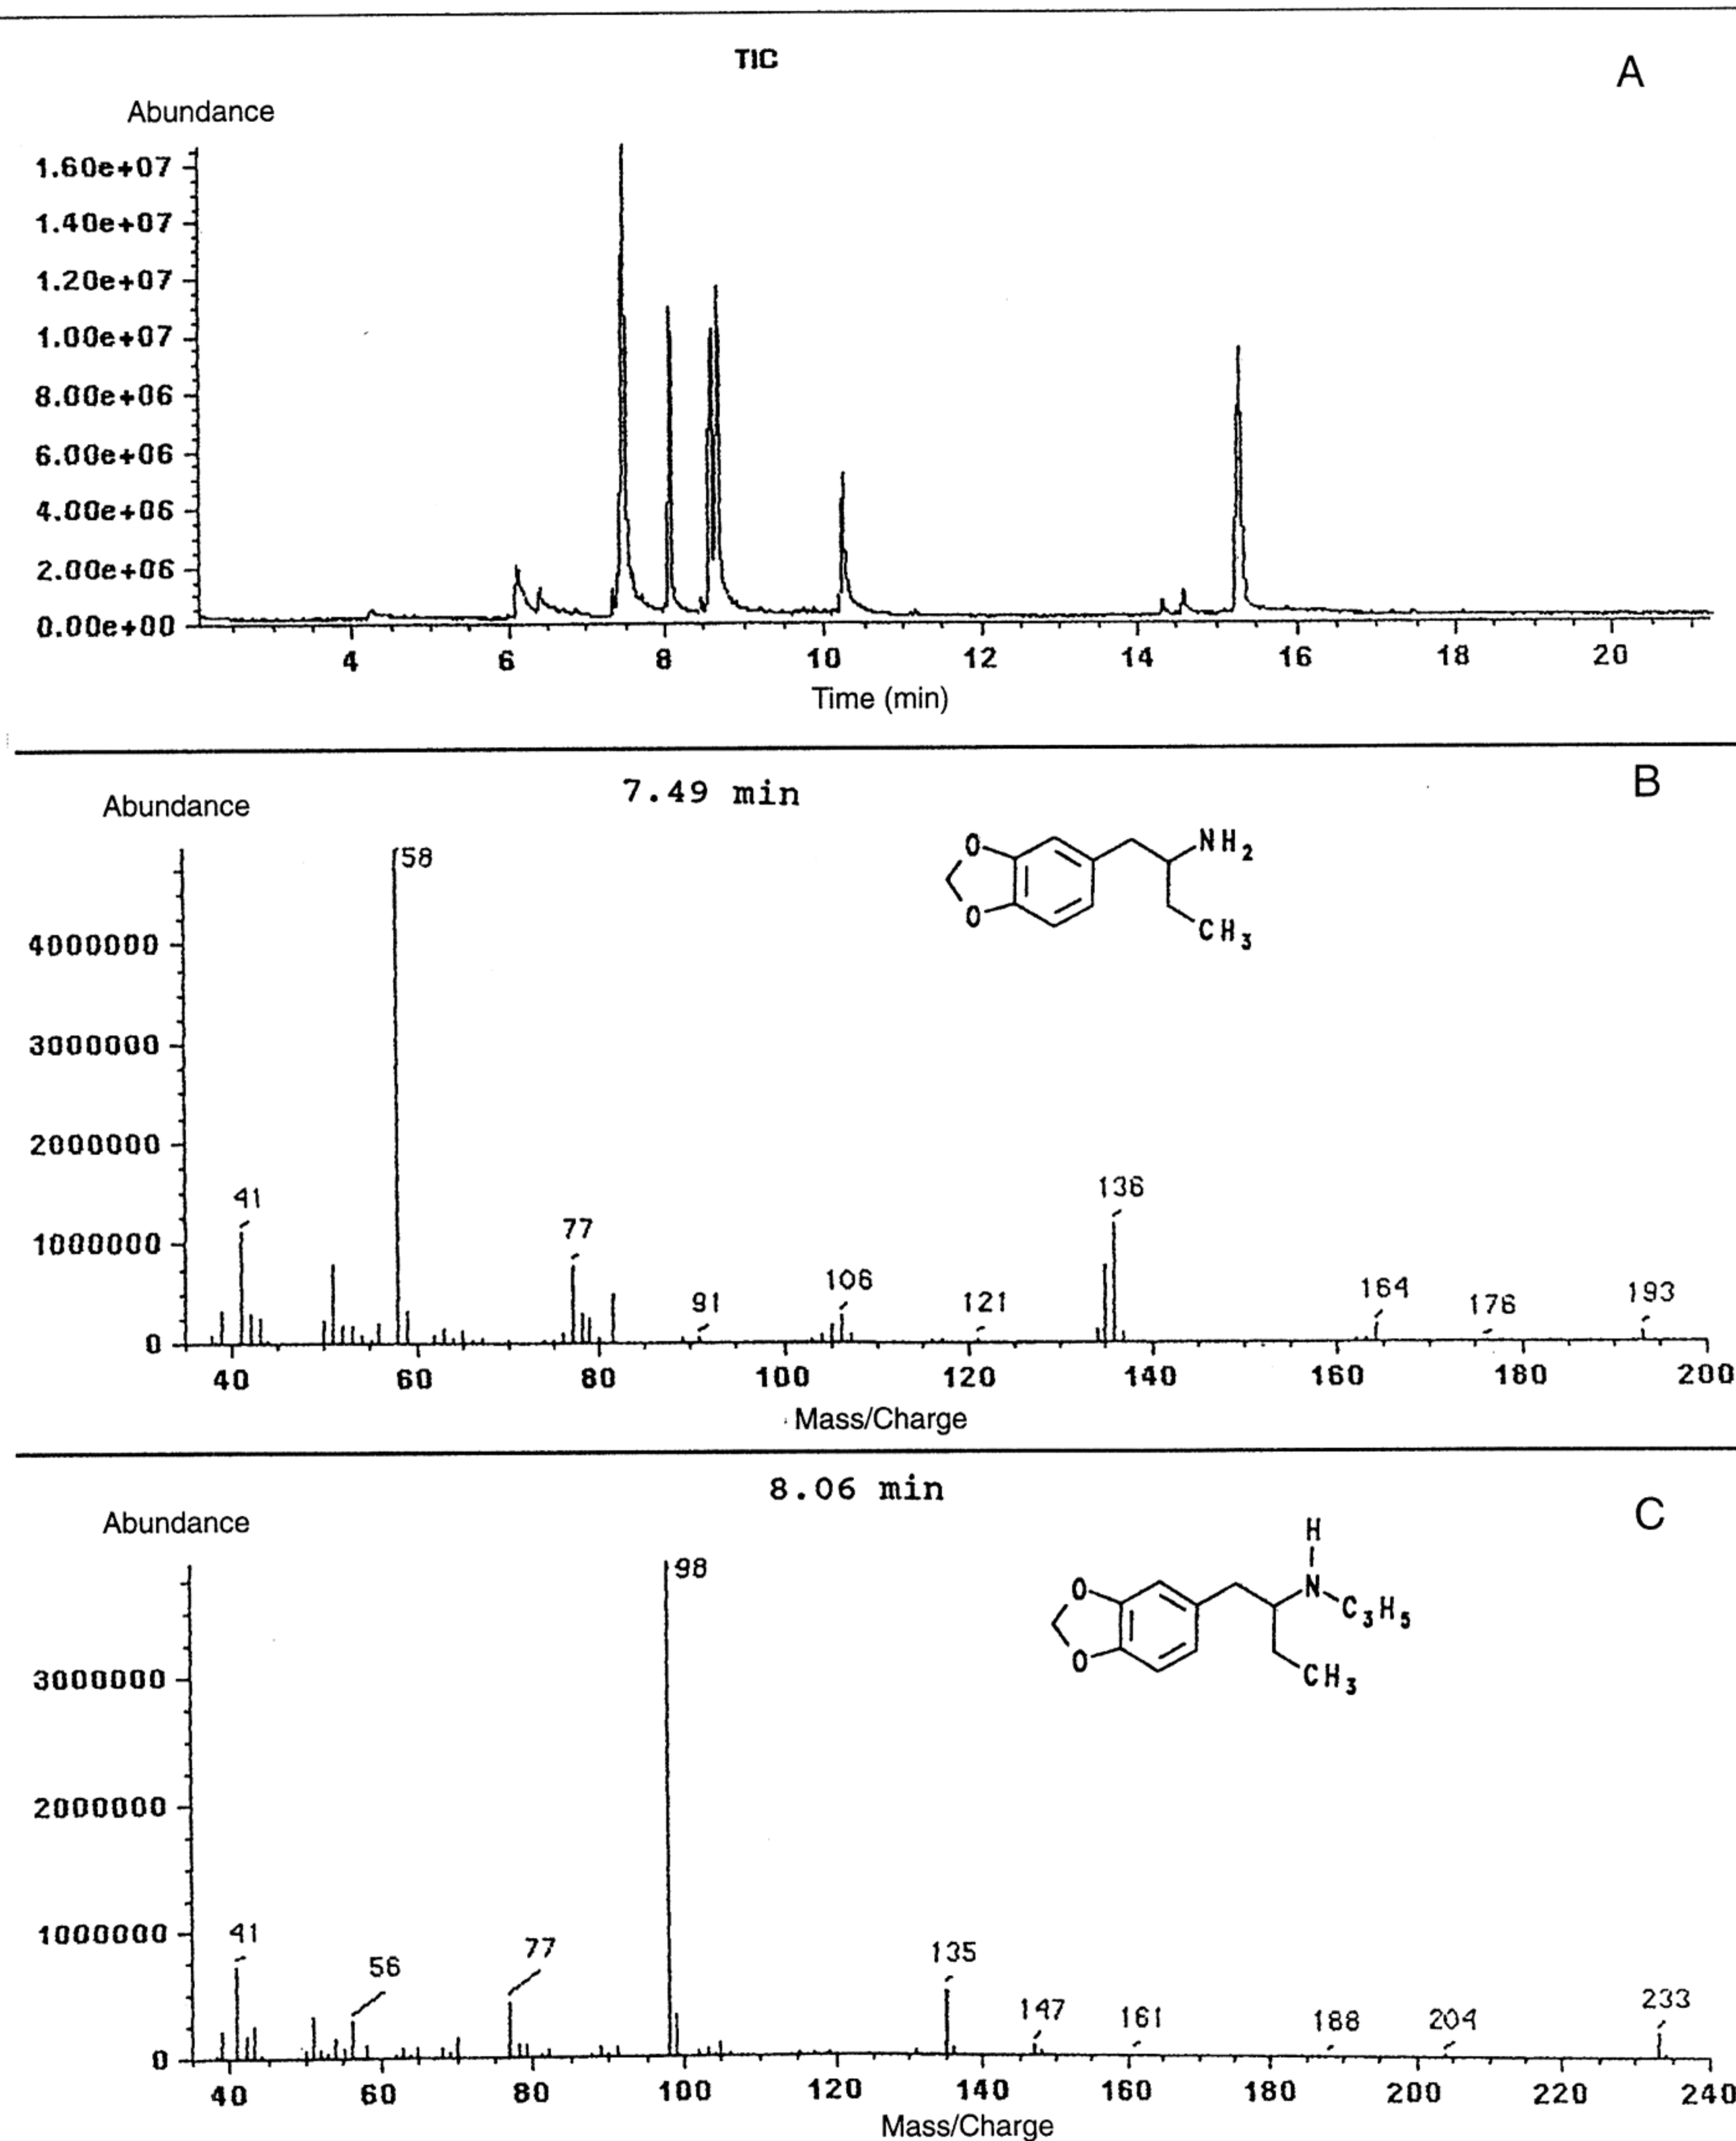 TIC
A
Abundance
1.60e+07
1.40e+07
1.20e+07
1.00e+07
8.00e+06
6.00e+06
4.00e+06
2.00e+06
0.00e+00
4 6 8 10 12 14 16 18 20
Time (min)
7.49 min
B
Abundance
58
O
O
NH2
CH3
4000000
3000000
2000000
1000000
0
41
77
91
106
121
136
164
176
193
40 60 80 100 120 140 160 180 200
Mass/Charge
8.06 min
C
Abundance
98
H
O
O
N
C3H5
CH3
3000000
2000000
1000000
0
41
56
77
135
147
161
188
204
233
40 60 80 100 120 140 160 180 200 220 240
Mass/Charge